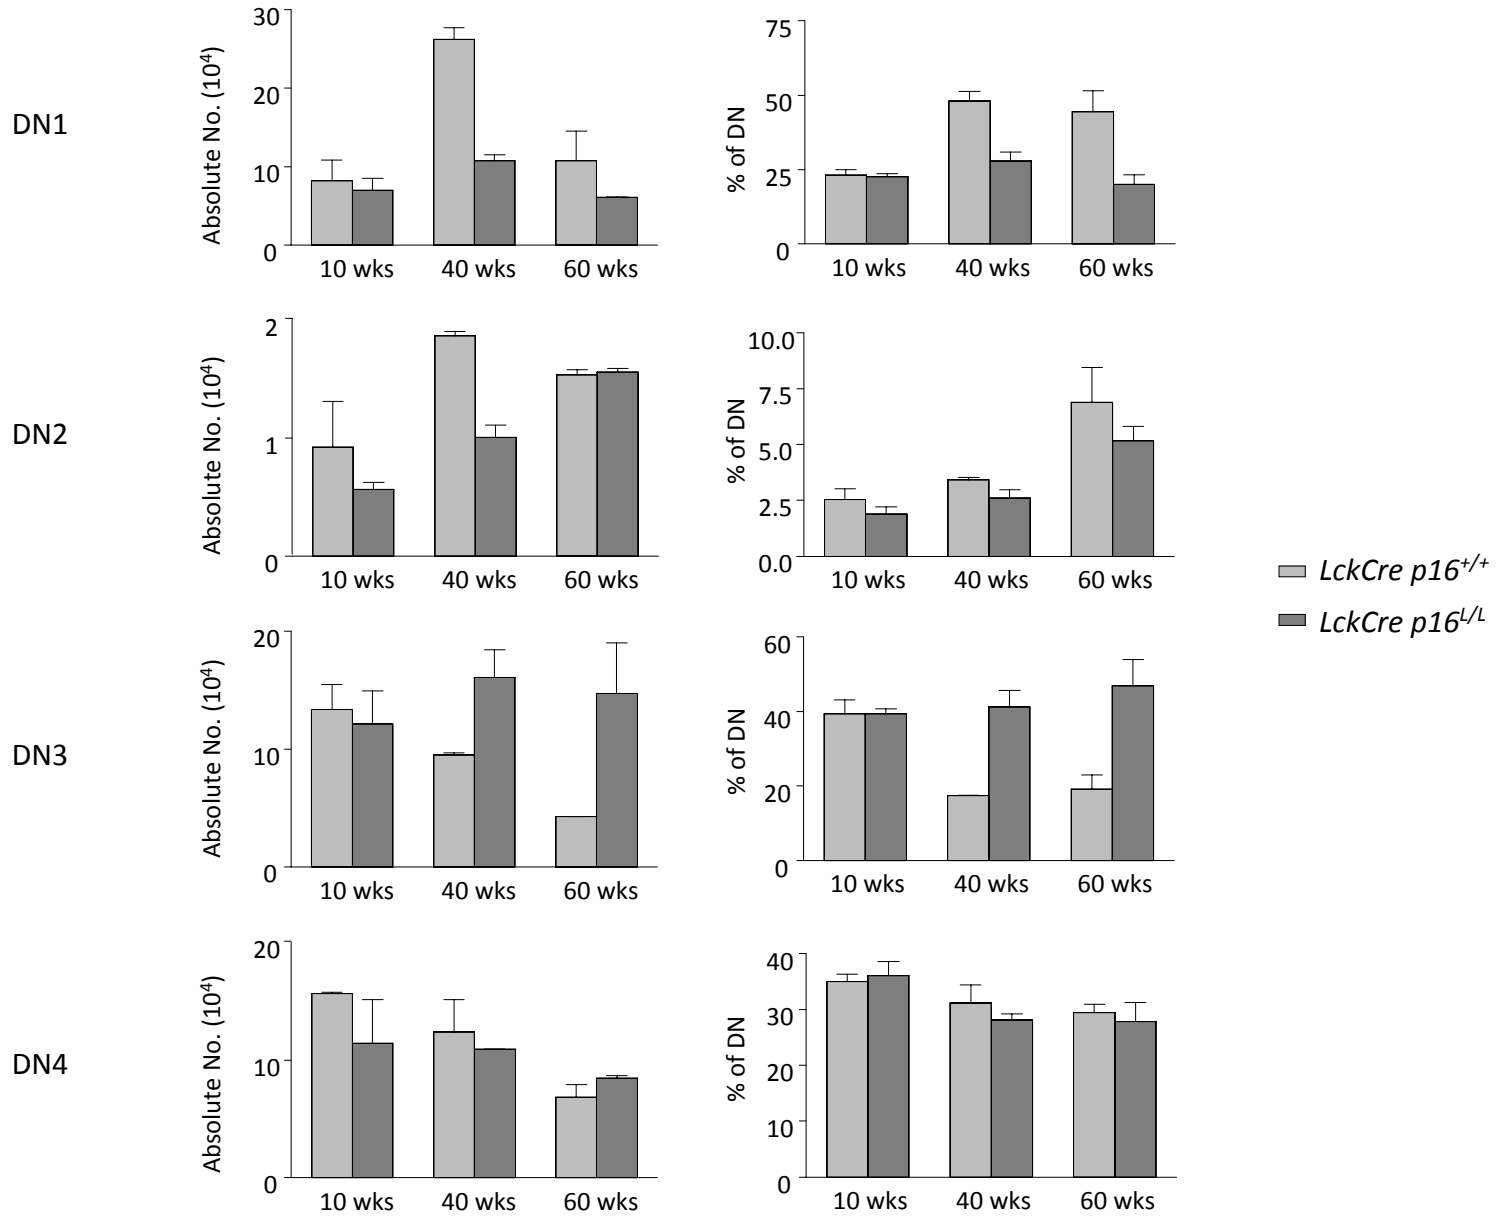 DN1
Absolute No. (10⁴)
30
20
10
0
10 wks 40 wks 60 wks
% of DN
75
50
25
0
10 wks 40 wks 60 wks
DN2
Absolute No. (10⁴)
2
1
0
10 wks 40 wks 60 wks
% of DN
10.0
7.5
5.0
2.5
0.0
10 wks 40 wks 60 wks
LckCre p16⁺/⁺
LckCre p16ᴸ/ᴸ
DN3
Absolute No. (10⁴)
20
10
0
10 wks 40 wks 60 wks
% of DN
60
40
20
0
10 wks 40 wks 60 wks
DN4
Absolute No. (10⁴)
20
10
0
10 wks 40 wks 60 wks
% of DN
40
30
20
10
0
10 wks 40 wks 60 wks